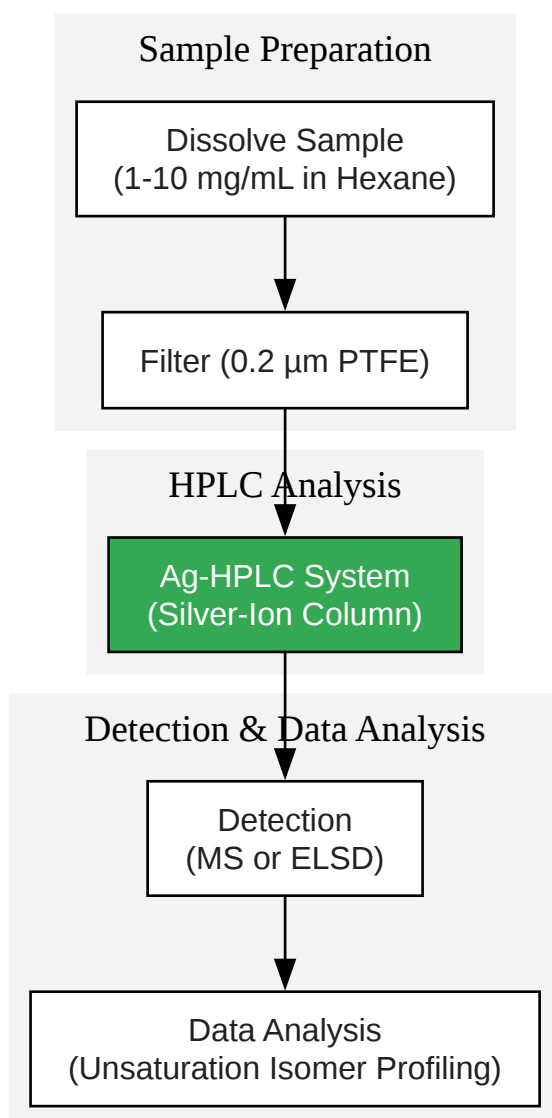 Sample Preparation
Dissolve Sample
(1-10 mg/mL in Hexane)
Filter (0.2 µm PTFE)
HPLC Analysis
Ag-HPLC System
(Silver-Ion Column)
Detection & Data Analysis
Detection
(MS or ELSD)
Data Analysis
(Unsaturation Isomer Profiling)